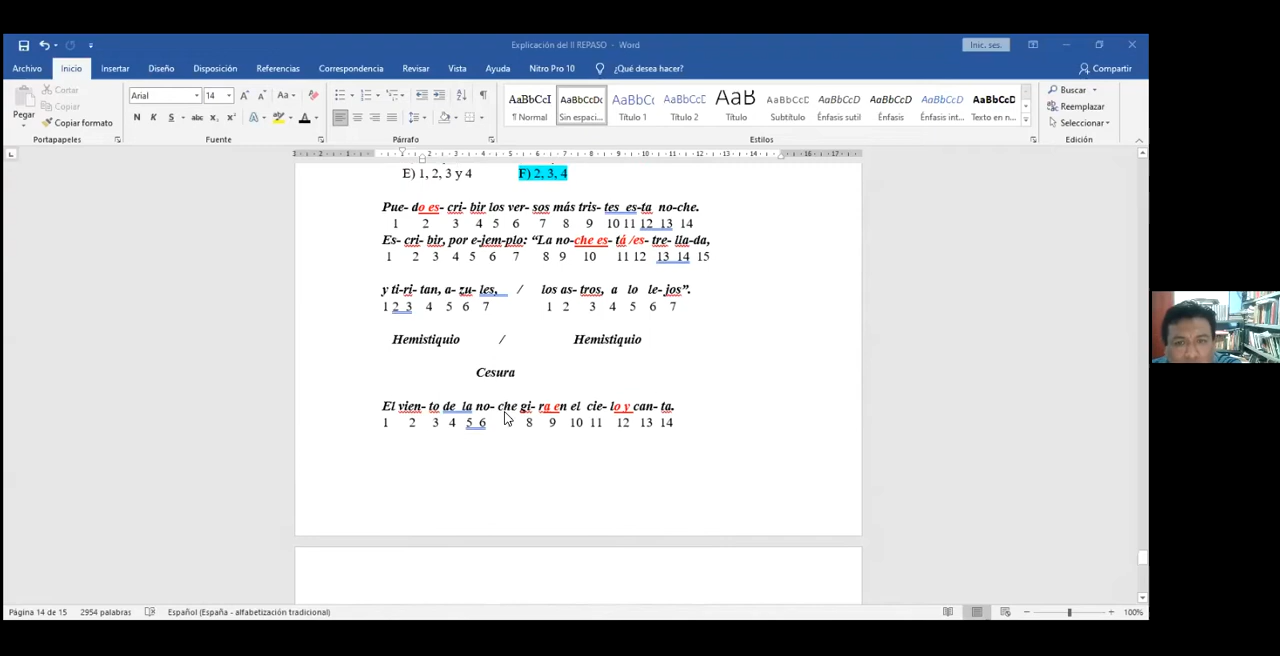 Explicación del II REPASO - Word
Inic. ses.
Archivo Inicio Insertar Diseño Disposición Referencias Correspondencia Revisar Vista Ayuda Nitro Pro 10 ¿Qué desea hacer? Compartir
Pegar
Cortar
Copiar
Copiar formato
Portapapeles
Arial 14
N K S abc x₂ x²
Fuente
Párrafo
AaBbCcI AaBbCcDc AaBbCc AaBbCcD AaB AaBbCcD AaBbCcD AaBbCcD AaBbCcD AaBbCcD
¶ Normal Sin espaci... Título 1 Título 2 Título Subtítulo Énfasis sutil Énfasis Énfasis int... Texto en n...
Estilos
Buscar
Reemplazar
Seleccionar
Edición
E) 1, 2, 3 y 4 F) 2, 3, 4
Pue- do es- cri- bir los ver- sos más tris- tes es-ta no-che.
1 2 3 4 5 6 7 8 9 10 11 12 13 14
Es- cri- bir, por e-jem-plo: “La no-che es- tá /es- tre- lla-da,
1 2 3 4 5 6 7 8 9 10 11 12 13 14 15
y ti-ri- tan, a- zu- les, / los as- tros, a lo le- jos”.
1 2 3 4 5 6 7 1 2 3 4 5 6 7
Hemistiquio / Hemistiquio
Cesura
El vien- to de la no- che gi- ra en el cie- lo y can- ta.
1 2 3 4 5 6 8 9 10 11 12 13 14
Página 14 de 15 2954 palabras Español (España - alfabetización tradicional) 100%